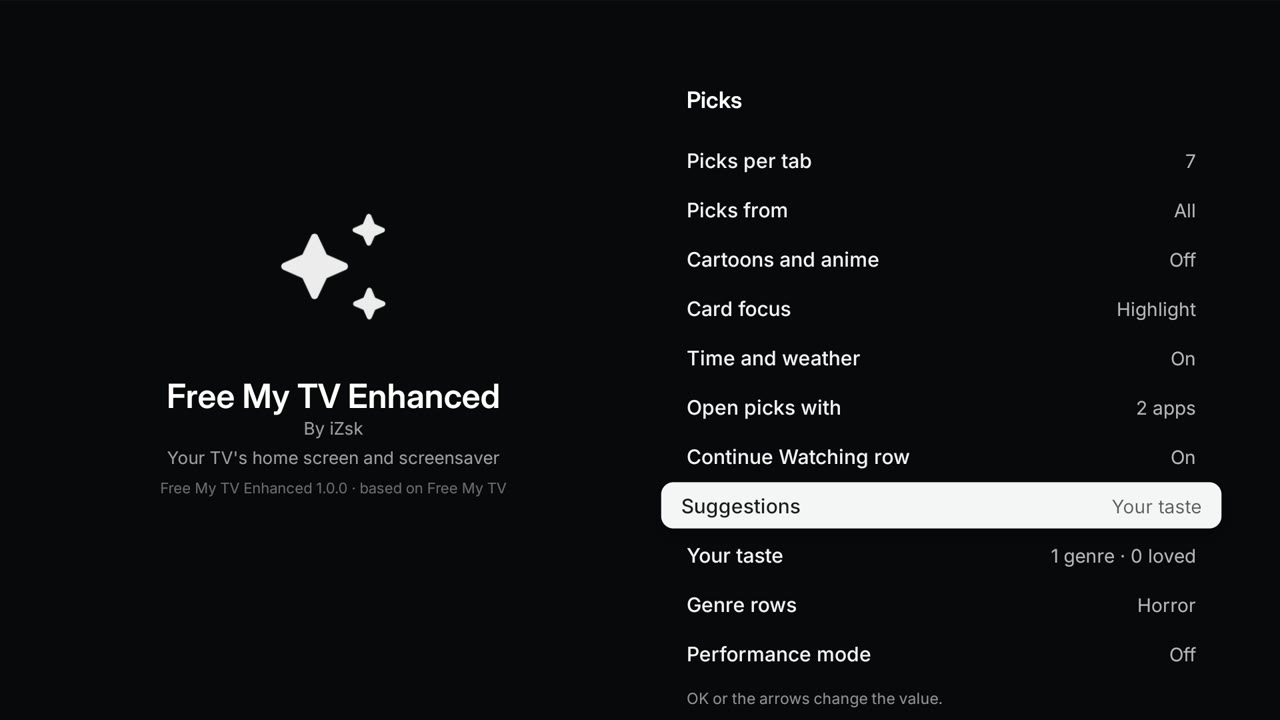 Free My TV Enhanced
By iZsk
Your TV's home screen and screensaver
Free My TV Enhanced 1.0.0 · based on Free My TV
Picks
Picks per tab 7
Picks from All
Cartoons and anime Off
Card focus Highlight
Time and weather On
Open picks with 2 apps
Continue Watching row On
Suggestions Your taste
Your taste 1 genre · 0 loved
Genre rows Horror
Performance mode Off
OK or the arrows change the value.